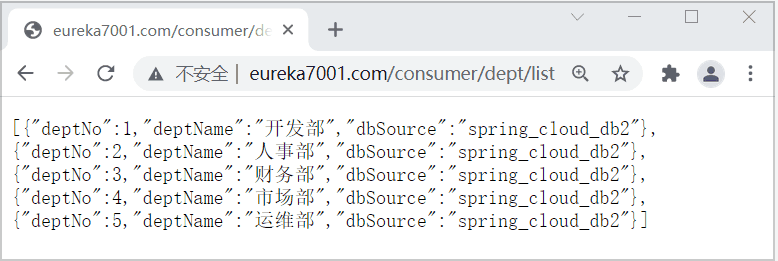 eureka7001.com/consumer/de
不安全 | eureka7001.com/consumer/dept/list
[{"deptNo":1,"deptName":"开发部","dbSource":"spring_cloud_db2"},
{"deptNo":2,"deptName":"人事部","dbSource":"spring_cloud_db2"},
{"deptNo":3,"deptName":"财务部","dbSource":"spring_cloud_db2"},
{"deptNo":4,"deptName":"市场部","dbSource":"spring_cloud_db2"},
{"deptNo":5,"deptName":"运维部","dbSource":"spring_cloud_db2"}]